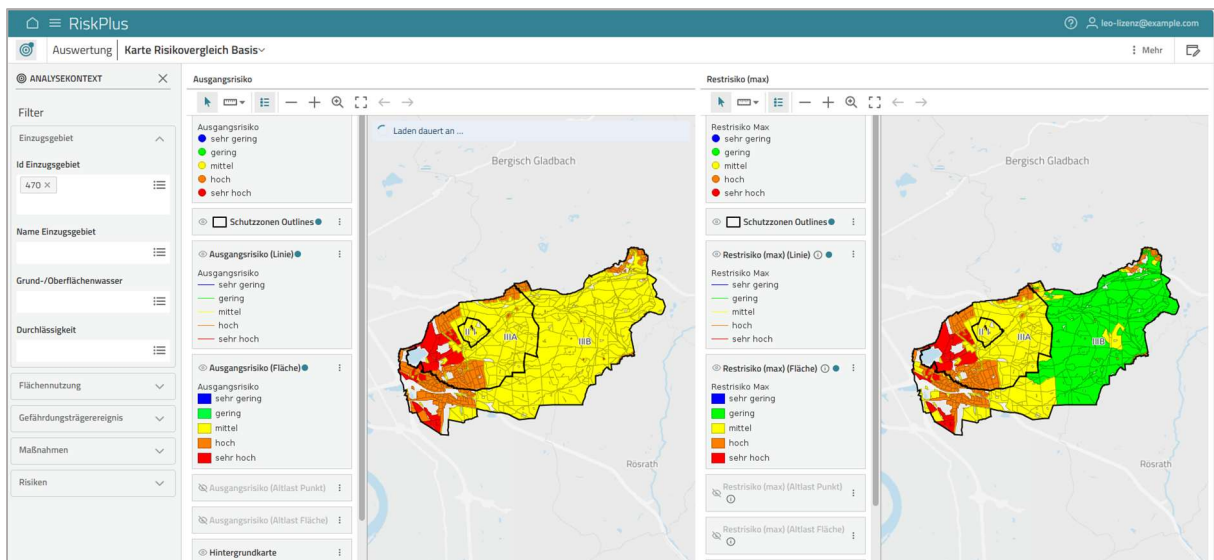 RiskPlus
leo-lizenz@example.com
Auswertung Karte Risikovergleich Basis
Mehr
ANALYSEKONTEXT
Filter
Einzugsgebiet
Id Einzugsgebiet
470 ×
Name Einzugsgebiet
Grund-/Oberflächenwasser
Durchlässigkeit
Flächennutzung
Gefährdungsträgerereignis
Maßnahmen
Risiken
Ausgangsrisiko
Ausgangsrisiko
sehr gering
gering
mittel
hoch
sehr hoch
Schutzzonen Outlines
Ausgangsrisiko (Linie)
Ausgangsrisiko
sehr gering
gering
mittel
hoch
sehr hoch
Ausgangsrisiko (Fläche)
Ausgangsrisiko
sehr gering
gering
mittel
hoch
sehr hoch
Ausgangsrisiko (Altlast Punkt)
Ausgangsrisiko (Altlast Fläche)
Hintergrundkarte
Laden dauert an ...
Bergisch Gladbach
IIIA
IIIB
Rösrath
Restrisiko (max)
Restrisiko Max
sehr gering
gering
mittel
hoch
sehr hoch
Schutzzonen Outlines
Restrisiko (max) (Linie)
Restrisiko Max
sehr gering
gering
mittel
hoch
sehr hoch
Restrisiko (max) (Fläche)
Restrisiko Max
sehr gering
gering
mittel
hoch
sehr hoch
Restrisiko (max) (Altlast Punkt)
Restrisiko (max) (Altlast Fläche)
Bergisch Gladbach
IIIA
IIIB
Rösrath